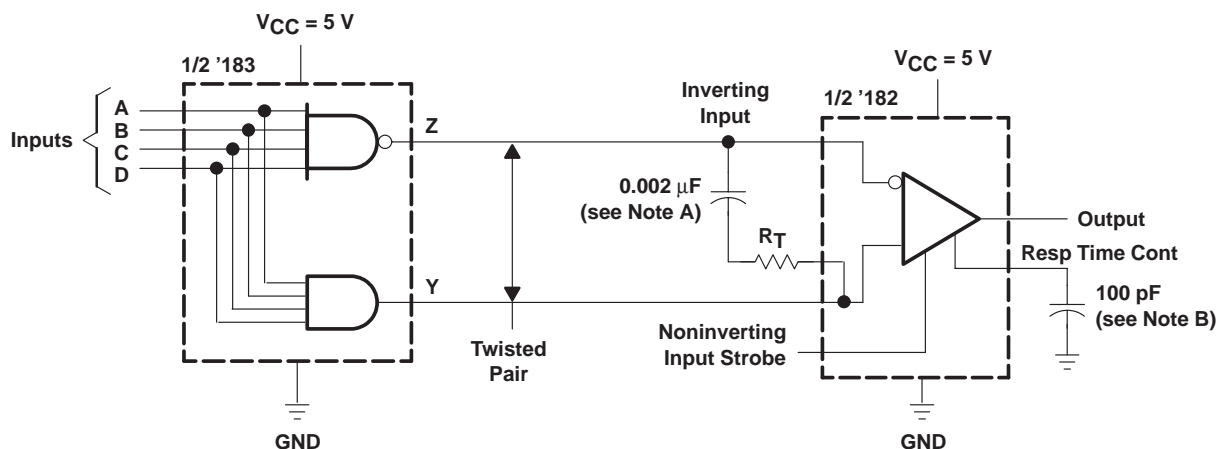 VCC = 5 V
1/2 '183
Inputs
A
B
C
D
Z
Y
Twisted
Pair
GND
Inverting
Input
0.002 μF
(see Note A)
RT
Noninverting
Input Strobe
VCC = 5 V
1/2 '182
Output
Resp Time Cont
100 pF
(see Note B)
GND